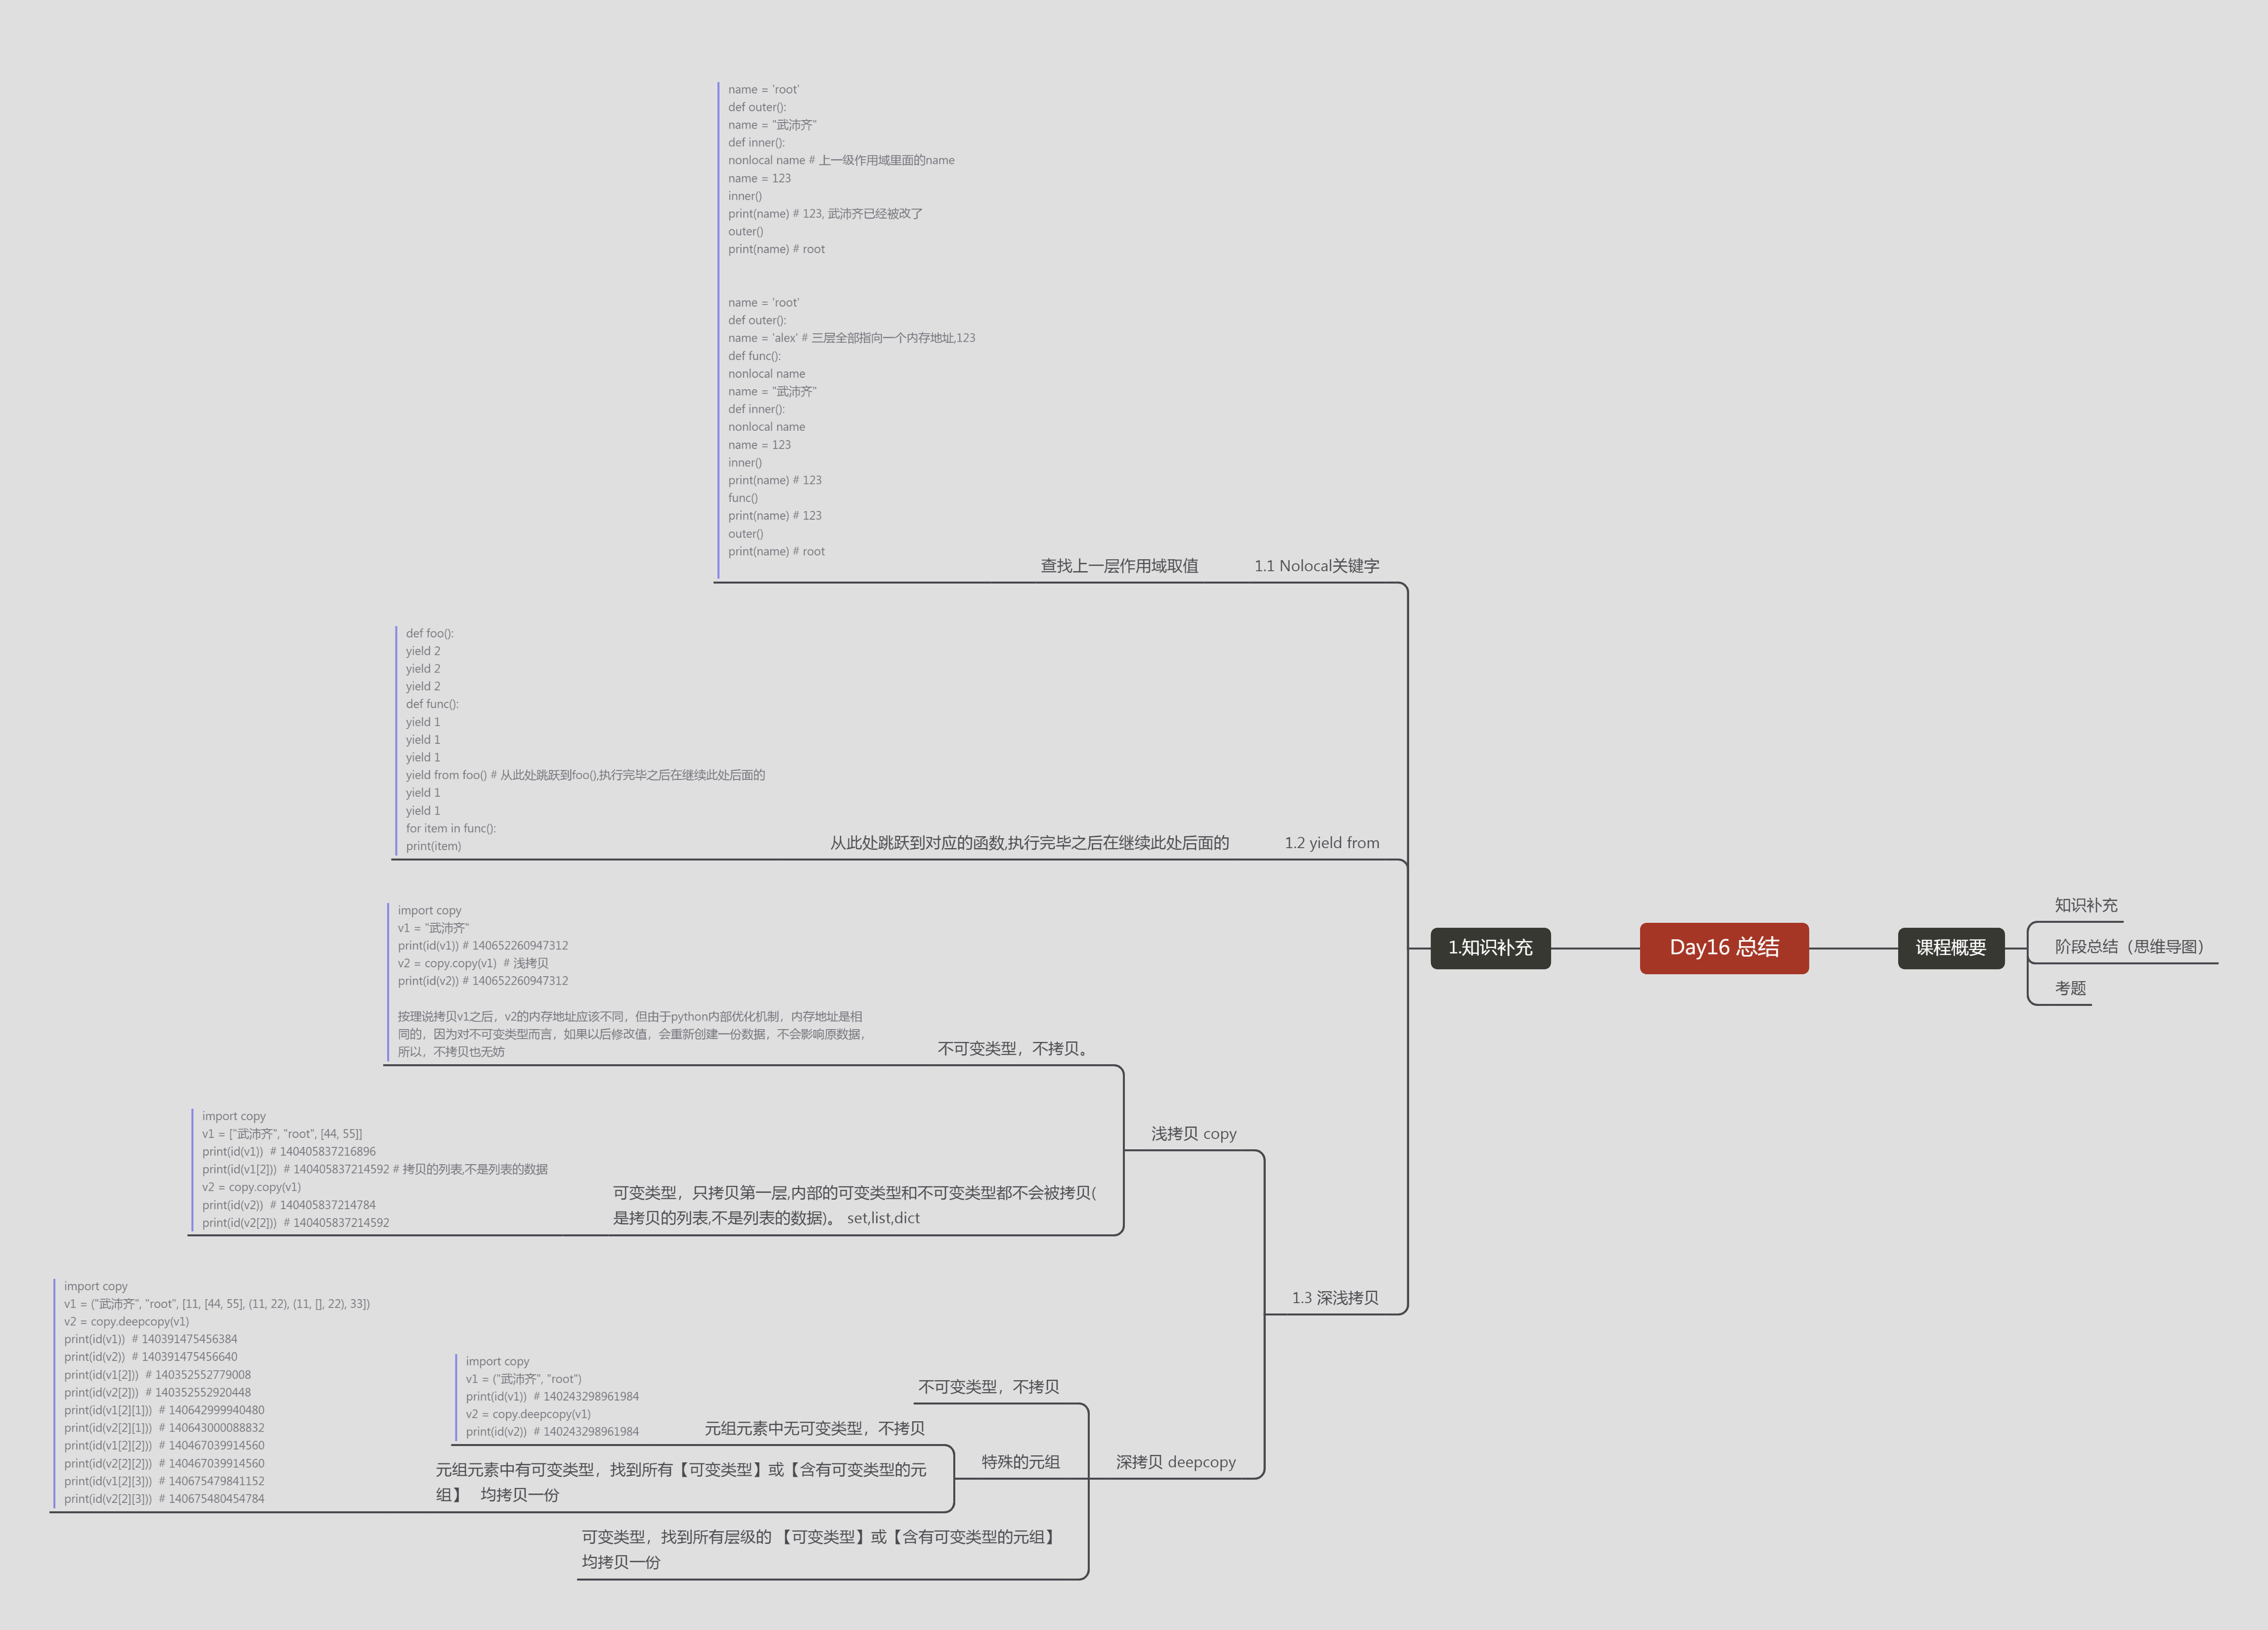 Day16 总结
课程概要
知识补充
阶段总结（思维导图）
考题
1.知识补充
1.1 Nolocal关键字
查找上一层作用域取值
name = 'root'
def outer():
name = "武沛齐"
def inner():
nonlocal name # 上一级作用域里面的name
name = 123
inner()
print(name) # 123, 武沛齐已经被改了
outer()
print(name) # root
name = 'root'
def outer():
name = 'alex' # 三层全部指向一个内存地址,123
def func():
nonlocal name
name = "武沛齐"
def inner():
nonlocal name
name = 123
inner()
print(name) # 123
func()
print(name) # 123
outer()
print(name) # root
1.2 yield from
从此处跳跃到对应的函数,执行完毕之后在继续此处后面的
def foo():
yield 2
yield 2
yield 2
def func():
yield 1
yield 1
yield 1
yield from foo() # 从此处跳跃到foo(),执行完毕之后在继续此处后面的
yield 1
yield 1
for item in func():
print(item)
1.3 深浅拷贝
浅拷贝 copy
不可变类型，不拷贝。
import copy
v1 = "武沛齐"
print(id(v1)) # 140652260947312
v2 = copy.copy(v1)  # 浅拷贝
print(id(v2)) # 140652260947312
按理说拷贝v1之后，v2的内存地址应该不同，但由于python内部优化机制，内存地址是相
同的，因为对不可变类型而言，如果以后修改值，会重新创建一份数据，不会影响原数据，
所以，不拷贝也无妨
可变类型，只拷贝第一层,内部的可变类型和不可变类型都不会被拷贝(
是拷贝的列表,不是列表的数据)。 set,list,dict
import copy
v1 = ["武沛齐", "root", [44, 55]]
print(id(v1))  # 140405837216896
print(id(v1[2]))  # 140405837214592 # 拷贝的列表,不是列表的数据
v2 = copy.copy(v1)
print(id(v2))  # 140405837214784
print(id(v2[2]))  # 140405837214592
深拷贝 deepcopy
不可变类型，不拷贝
特殊的元组
元组元素中无可变类型，不拷贝
import copy
v1 = ("武沛齐", "root")
print(id(v1))  # 140243298961984
v2 = copy.deepcopy(v1)
print(id(v2))  # 140243298961984
元组元素中有可变类型，找到所有【可变类型】或【含有可变类型的元
组】   均拷贝一份
import copy
v1 = ("武沛齐", "root", [11, [44, 55], (11, 22), (11, [], 22), 33])
v2 = copy.deepcopy(v1)
print(id(v1))  # 140391475456384
print(id(v2))  # 140391475456640
print(id(v1[2]))  # 140352552779008
print(id(v2[2]))  # 140352552920448
print(id(v1[2][1]))  # 140642999940480
print(id(v2[2][1]))  # 140643000088832
print(id(v1[2][2]))  # 140467039914560
print(id(v2[2][2]))  # 140467039914560
print(id(v1[2][3]))  # 140675479841152
print(id(v2[2][3]))  # 140675480454784
可变类型，找到所有层级的 【可变类型】或【含有可变类型的元组】
均拷贝一份